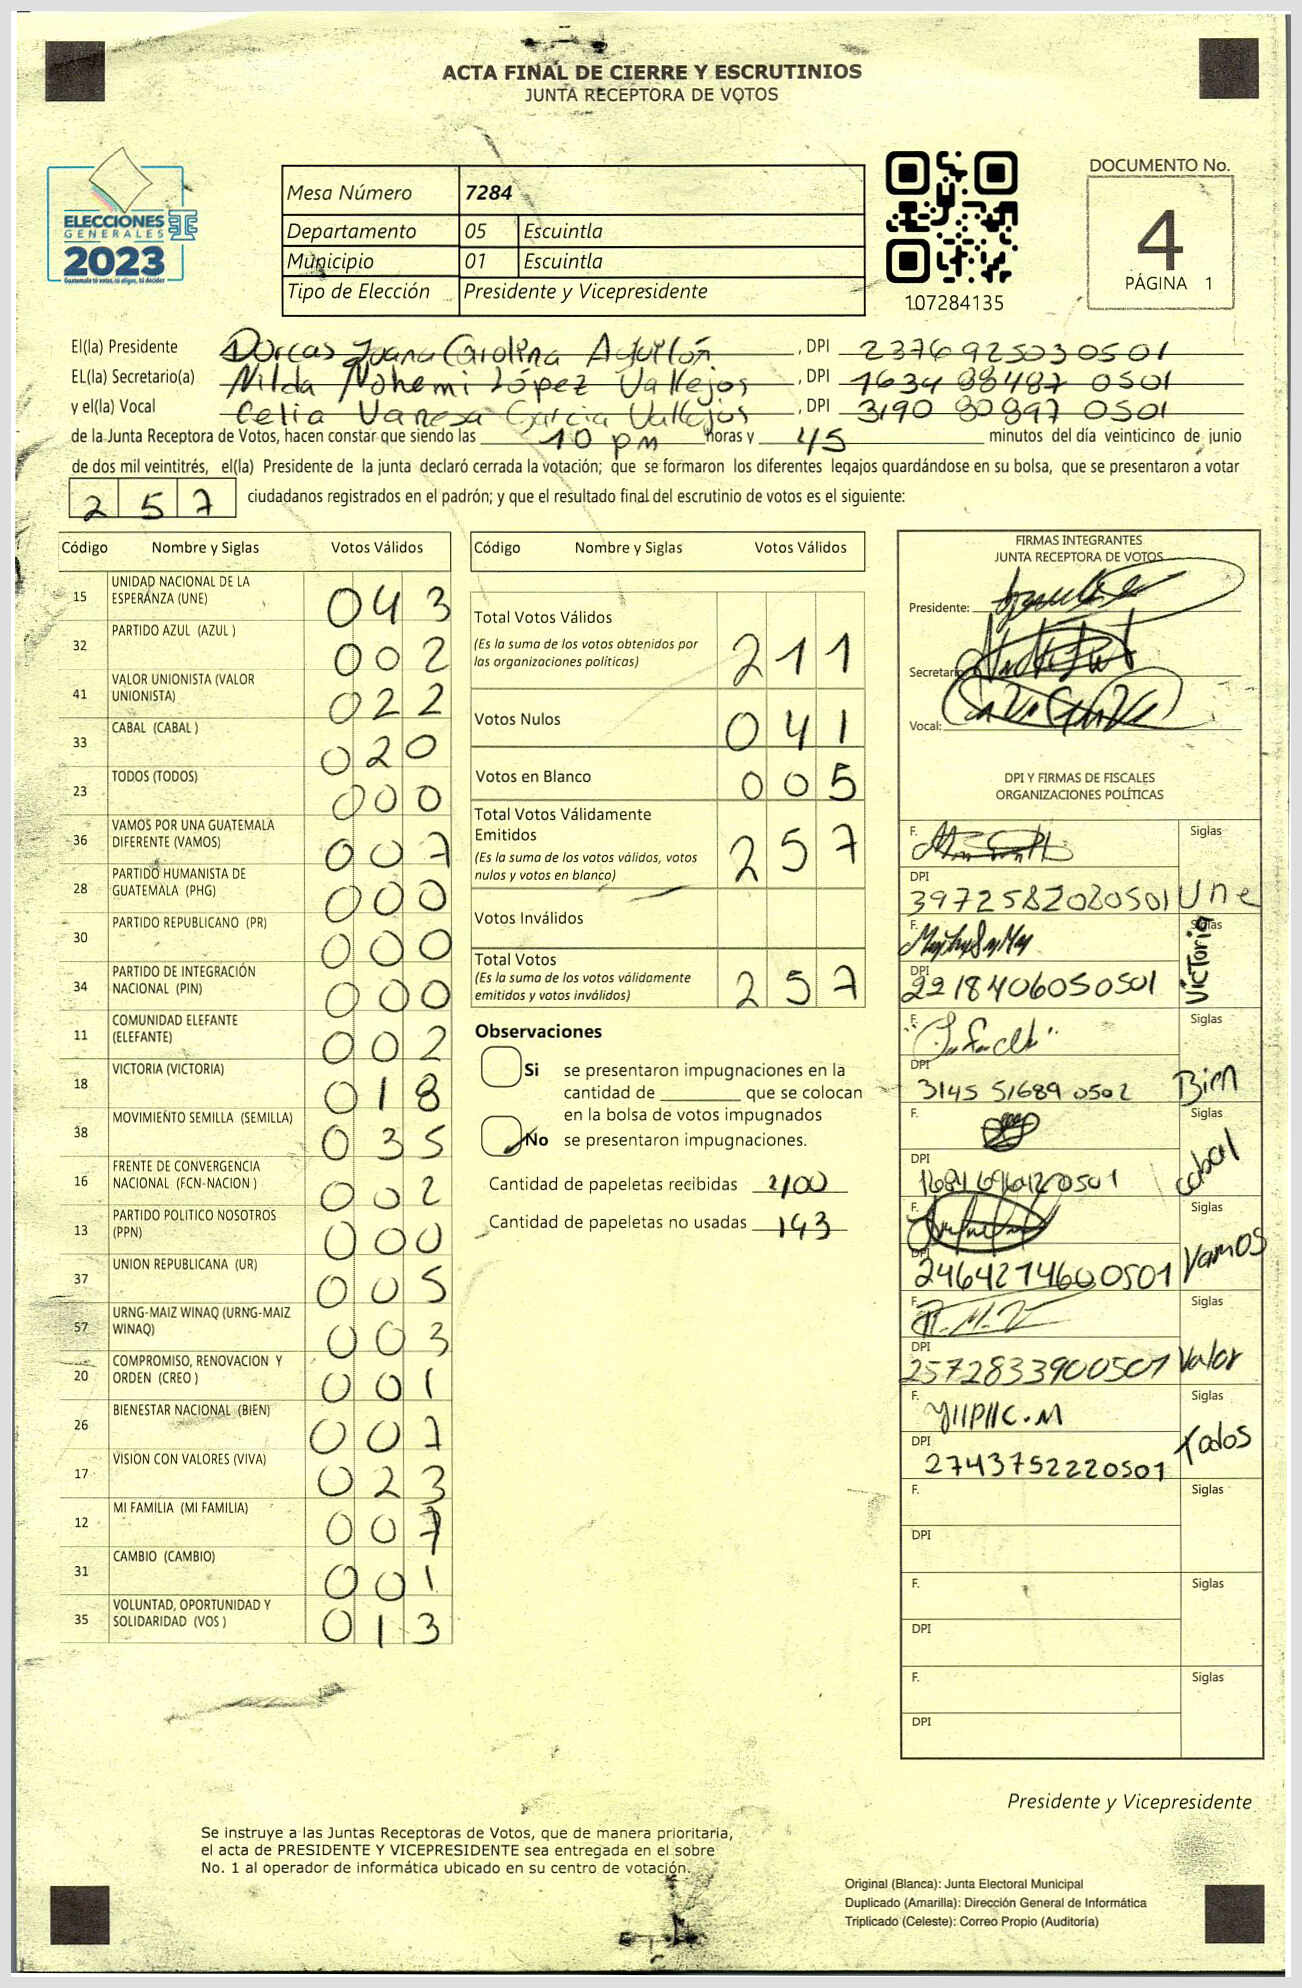 ACTA FINAL DE CIERRE Y ESCRUTINIOS
JUNTA RECEPTORA DE VOTOS
ELECCIONES
GENERALES
2023
Guatemala tú votas, tú eliges, tú decides
Mesa Número 7284
Departamento 05 Escuintla
Municipio 01 Escuintla
Tipo de Elección Presidente y Vicepresidente
107284135
DOCUMENTO No.
4
PÁGINA 1
El(la) Presidente Dorcas Joana Carolina Aguilón , DPI 2376925030501
EL(la) Secretario(a) Nilda Nohemi López Vallejos , DPI 1634 88487 0501
y el(la) Vocal Celia Vanesa Garcia Vallejos , DPI 3190 80897 0501
de la Junta Receptora de Votos, hacen constar que siendo las 10 pm horas y 45 minutos del día veinticinco de junio
de dos mil veintitrés, el(la) Presidente de la junta declaró cerrada la votación; que se formaron los diferentes legajos guardándose en su bolsa, que se presentaron a votar
257 ciudadanos registrados en el padrón; y que el resultado final del escrutinio de votos es el siguiente:
Código Nombre y Siglas Votos Válidos
15 UNIDAD NACIONAL DE LA ESPERANZA (UNE) 043
32 PARTIDO AZUL (AZUL ) 002
41 VALOR UNIONISTA (VALOR UNIONISTA) 022
33 CABAL (CABAL ) 020
23 TODOS (TODOS) 000
36 VAMOS POR UNA GUATEMALA DIFERENTE (VAMOS) 007
28 PARTIDO HUMANISTA DE GUATEMALA (PHG) 000
30 PARTIDO REPUBLICANO (PR) 000
34 PARTIDO DE INTEGRACIÓN NACIONAL (PIN) 000
11 COMUNIDAD ELEFANTE (ELEFANTE) 002
18 VICTORIA (VICTORIA) 018
38 MOVIMIENTO SEMILLA (SEMILLA) 035
16 FRENTE DE CONVERGENCIA NACIONAL (FCN-NACION ) 002
13 PARTIDO POLITICO NOSOTROS (PPN) 000
37 UNION REPUBLICANA (UR) 005
57 URNG-MAIZ WINAQ (URNG-MAIZ WINAQ) 003
20 COMPROMISO, RENOVACION Y ORDEN (CREO ) 001
26 BIENESTAR NACIONAL (BIEN) 007
17 VISION CON VALORES (VIVA) 023
12 MI FAMILIA (MI FAMILIA) 007
31 CAMBIO (CAMBIO) 001
35 VOLUNTAD, OPORTUNIDAD Y SOLIDARIDAD (VOS ) 013
Código Nombre y Siglas Votos Válidos
Total Votos Válidos 211
(Es la suma de los votos obtenidos por
las organizaciones políticas)
Votos Nulos 041
Votos en Blanco 005
Total Votos Válidamente
Emitidos 257
(Es la suma de los votos válidos, votos
nulos y votos en blanco)
Votos Inválidos
Total Votos 257
(Es la suma de los votos válidamente
emitidos y votos inválidos)
Observaciones
Si se presentaron impugnaciones en la
cantidad de ________ que se colocan
en la bolsa de votos impugnados
No se presentaron impugnaciones.
Cantidad de papeletas recibidas 400
Cantidad de papeletas no usadas 143
FIRMAS INTEGRANTES
JUNTA RECEPTORA DE VOTOS
Presidente:
Secretario:
Vocal:
DPI Y FIRMAS DE FISCALES
ORGANIZACIONES POLÍTICAS
F. Siglas
DPI 3972582080501 Une
F. Siglas
DPI 2218406050501 Victoria
F. Siglas
DPI 3145 51689 0502 Bien
F. Siglas
DPI Cabal
F. Siglas
DPI 2464274600501 Vamos
F. Siglas
DPI 2572833900501 Valor
F. Siglas
DPI 2743752220501 Todos
F. Siglas
DPI
F. Siglas
DPI
F. Siglas
DPI
Presidente y Vicepresidente
Se instruye a las Juntas Receptoras de Votos, que de manera prioritaria,
el acta de PRESIDENTE Y VICEPRESIDENTE sea entregada en el sobre
No. 1 al operador de informática ubicado en su centro de votación.
Original (Blanca): Junta Electoral Municipal
Duplicado (Amarilla): Dirección General de Informática
Triplicado (Celeste): Correo Propio (Auditoría)